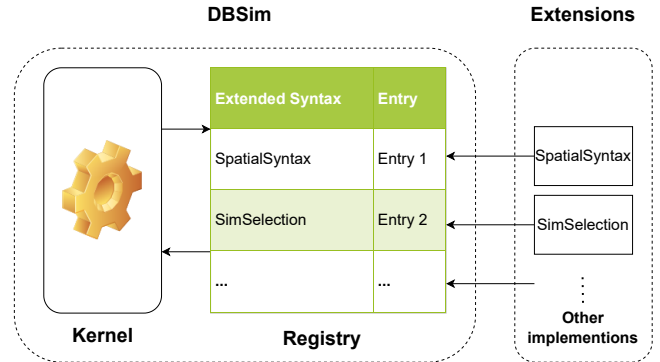 DBSim
Extensions
Extended Syntax Entry
SpatialSyntax Entry 1
SimSelection Entry 2
... ...
SpatialSyntax
SimSelection
Other
implementions
Kernel
Registry